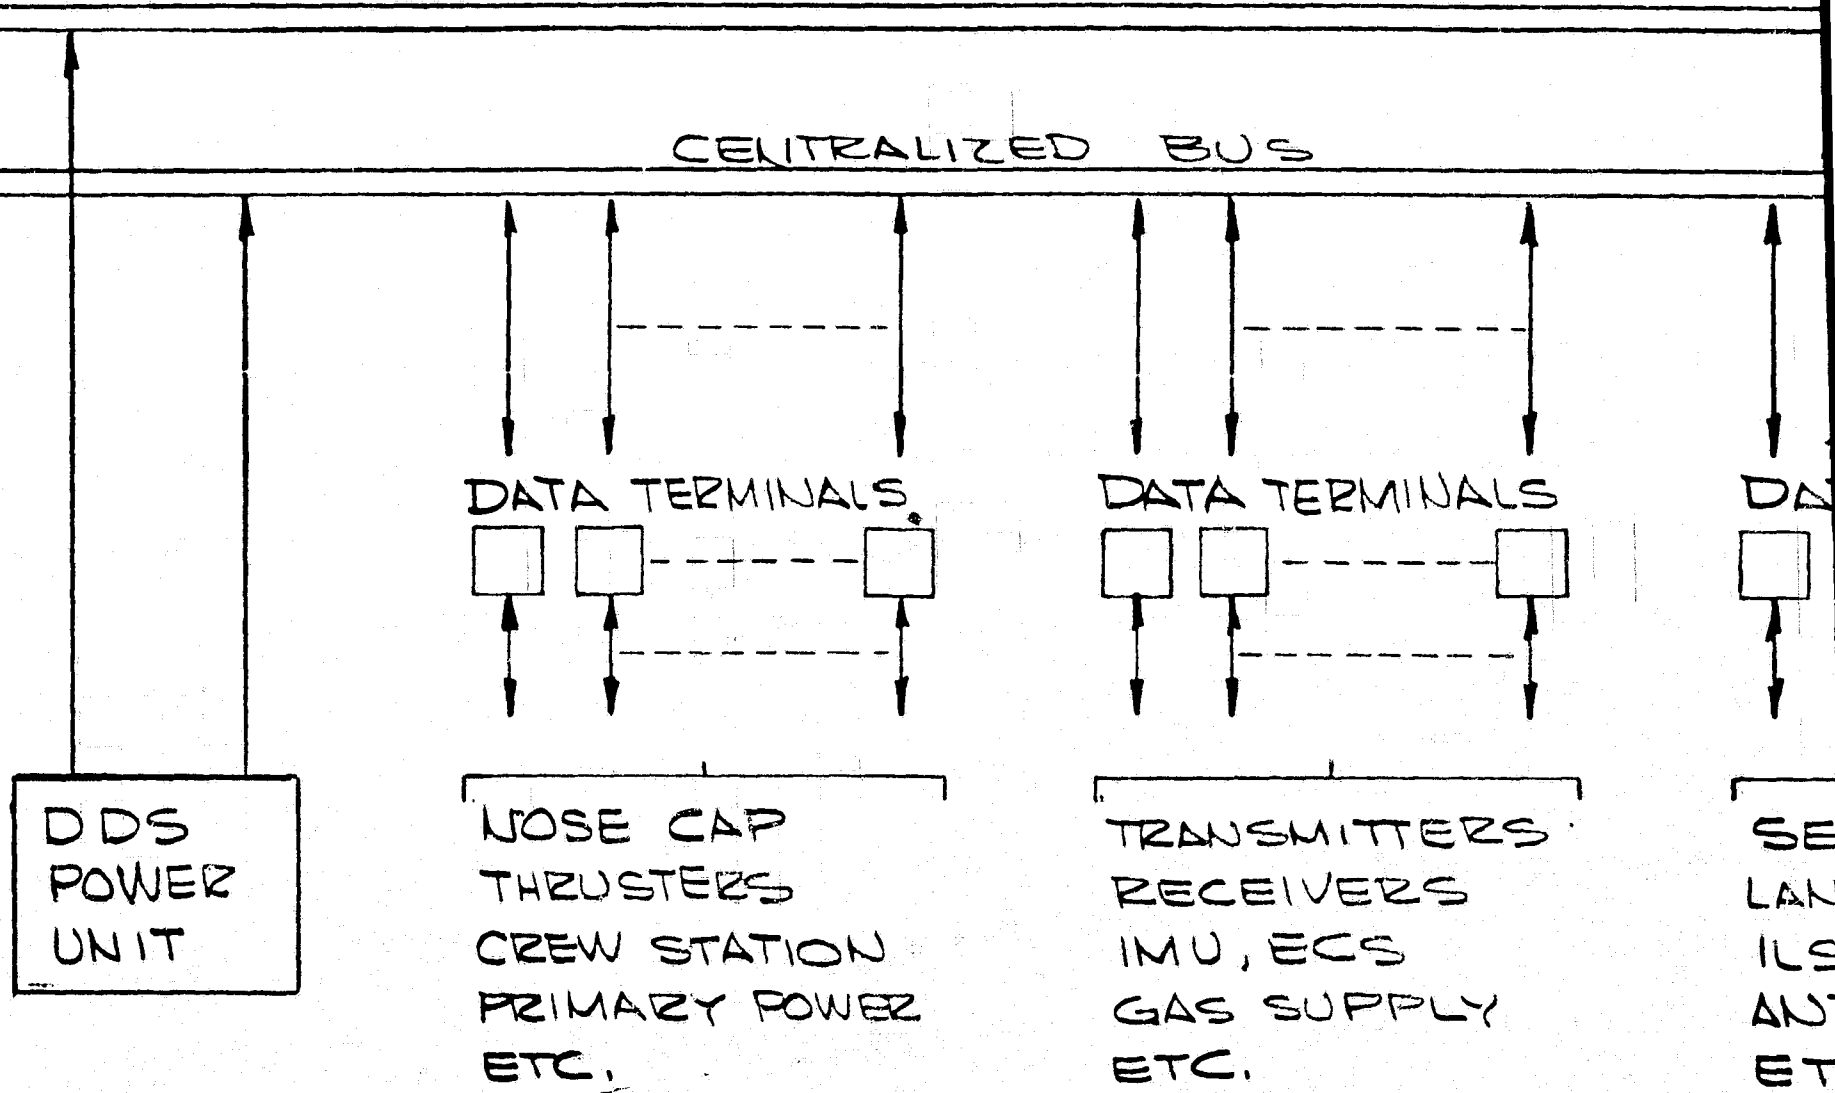 CENTRALIZED BUS
DATA TERMINALS
DATA TERMINALS
DDS
POWER
UNIT
NOSE CAP
THRUSTERS
CREW STATION
PRIMARY POWER
ETC.
TRANSMITTERS
RECEIVERS
IMU, ECS
GAS SUPPLY
ETC.
ILS